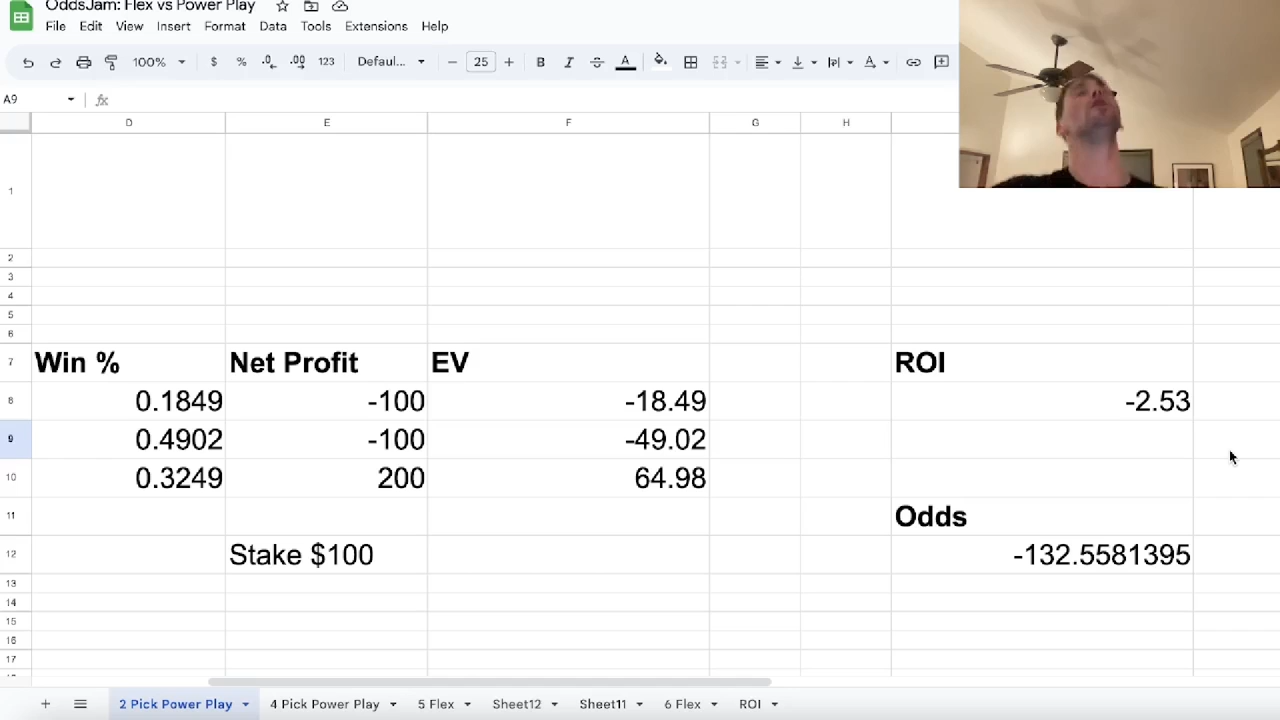 OddsJam: Flex vs Power Play
File Edit View Insert Format Data Tools Extensions Help
100% $ % .0 .00 123 Defaul... 25 B I A A
A9 fx
D E F G H
1
2
3
4
5
6
7 Win % Net Profit EV ROI
8 0.1849 -100 -18.49 -2.53
9 0.4902 -100 -49.02
10 0.3249 200 64.98
11 Odds
12 Stake $100 -132.5581395
13
14
15
16
17
2 Pick Power Play 4 Pick Power Play 5 Flex Sheet12 Sheet11 6 Flex ROI